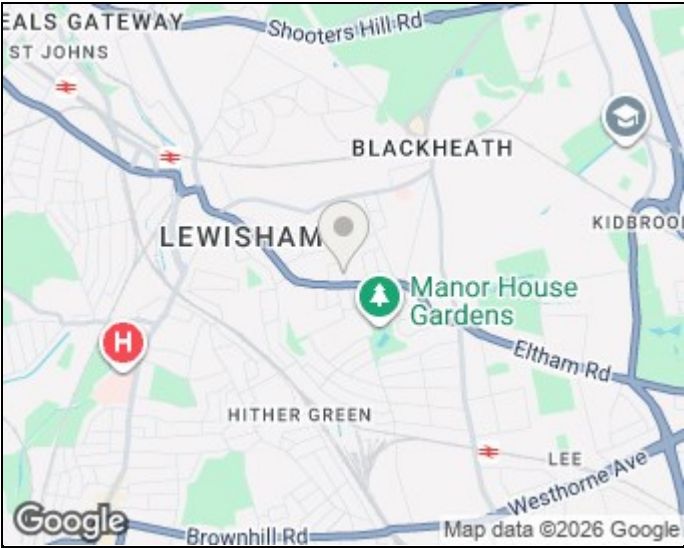 EALS GATEWAY
Shooters Hill Rd
ST JOHNS
BLACKHEATH
KIDBROO
LEWISHAM
Manor House
Gardens
H
Eltham Rd
HITHER GREEN
LEE
Westhorne Ave
Google
Brownhill Rd
Map data ©2026 Google